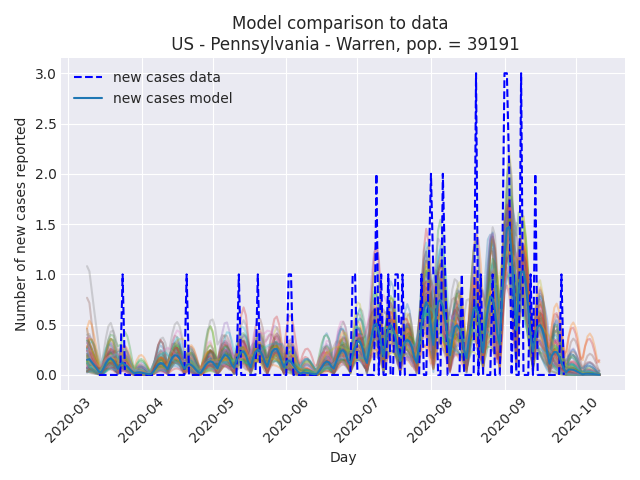 Model comparison to data
US - Pennsylvania - Warren, pop. = 39191
new cases data
new cases model
Number of new cases reported
3.0
2.5
2.0
1.5
1.0
0.5
0.0
2020-03
2020-04
2020-05
2020-06
2020-07
2020-08
2020-09
2020-10
Day